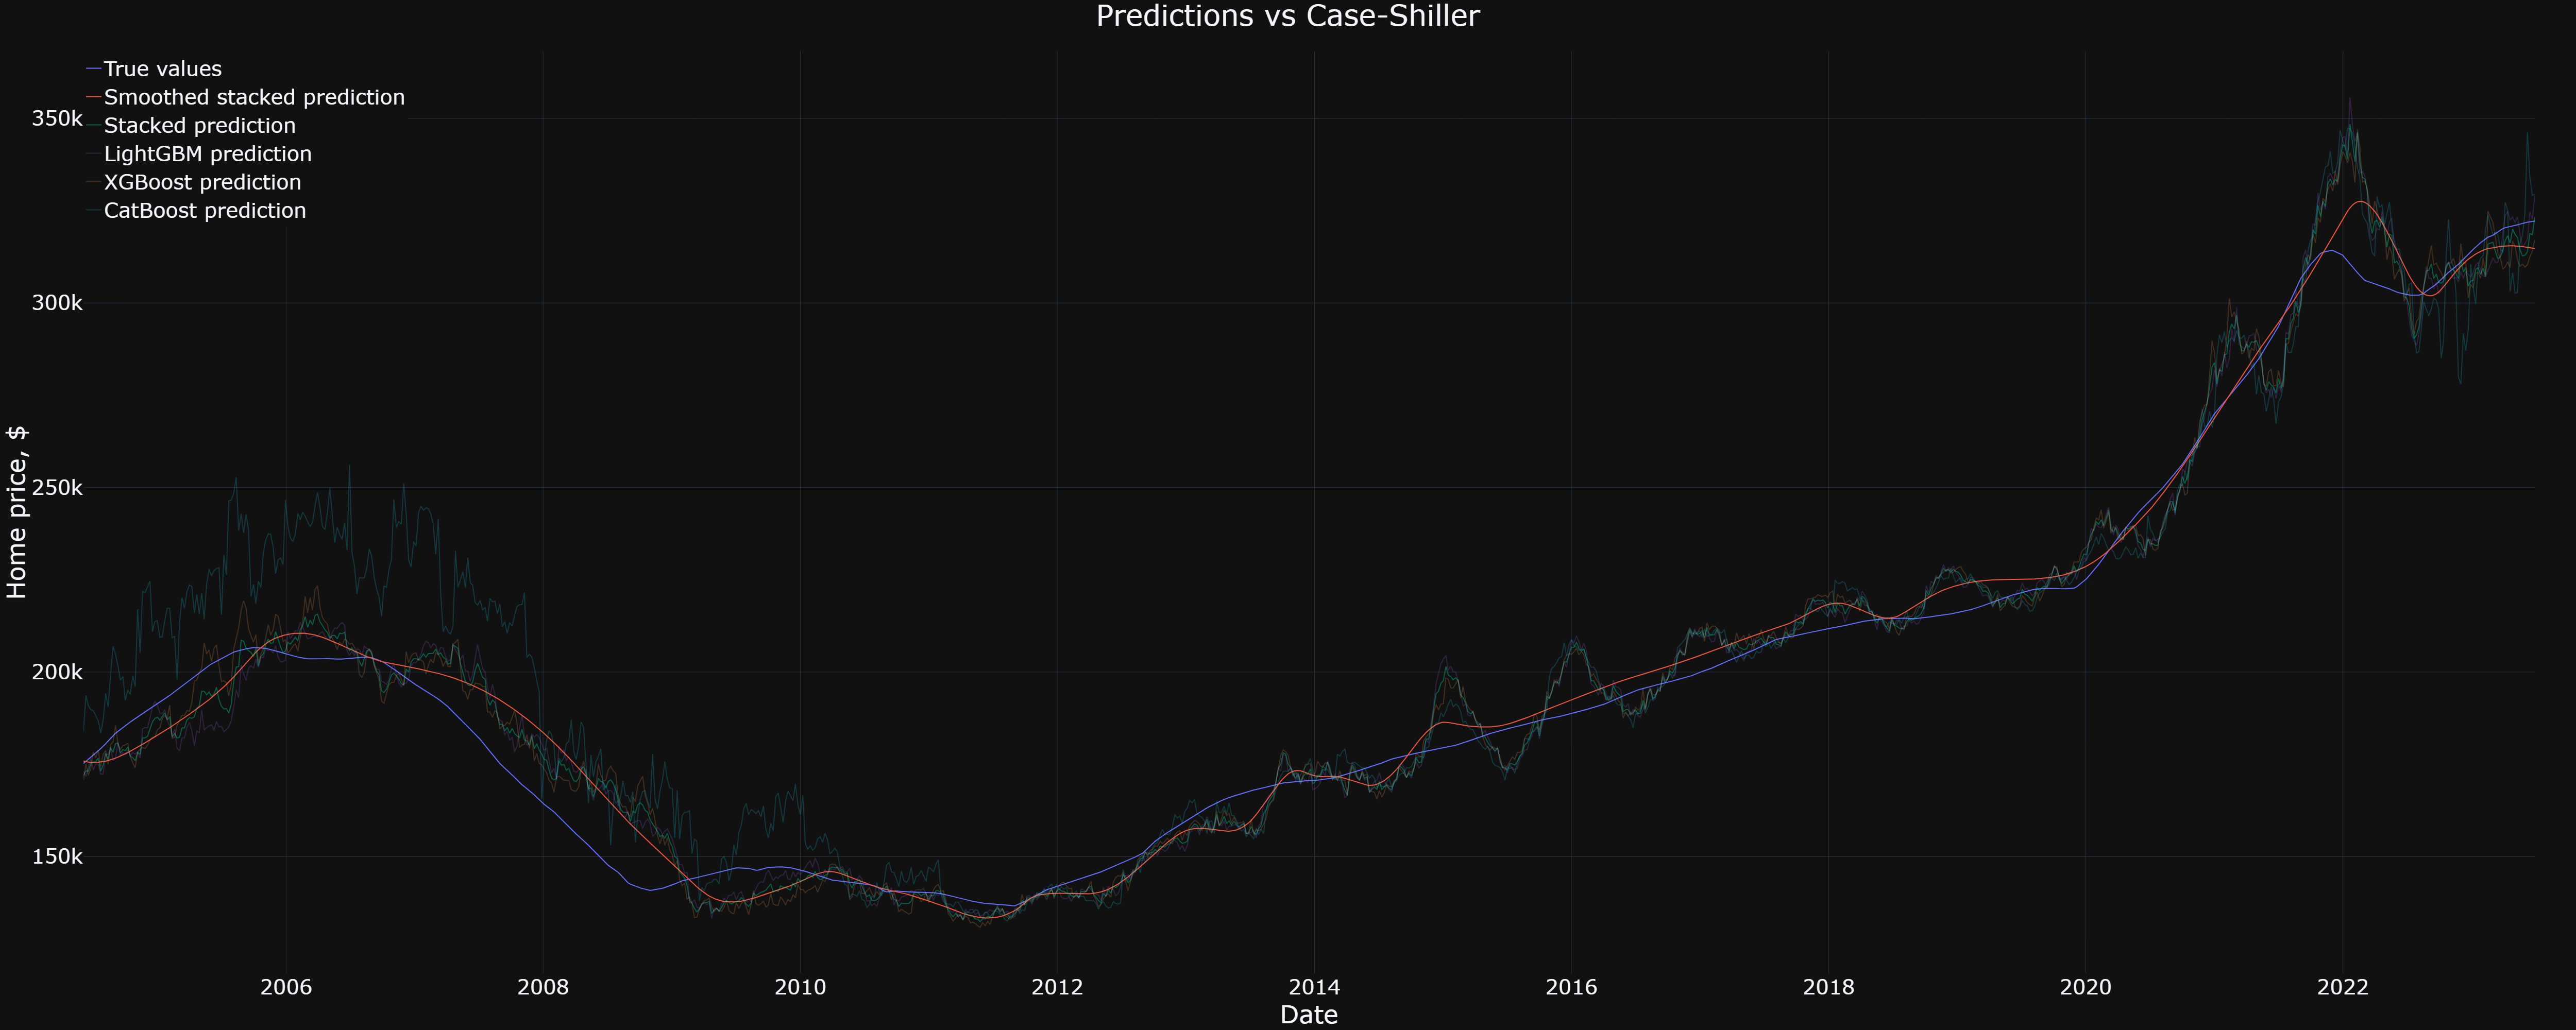 Predictions vs Case-Shiller
True values
Smoothed stacked prediction
Stacked prediction
LightGBM prediction
XGBoost prediction
CatBoost prediction
350k
300k
250k
200k
150k
Home price, $
2006
2008
2010
2012
2014
2016
2018
2020
2022
Date